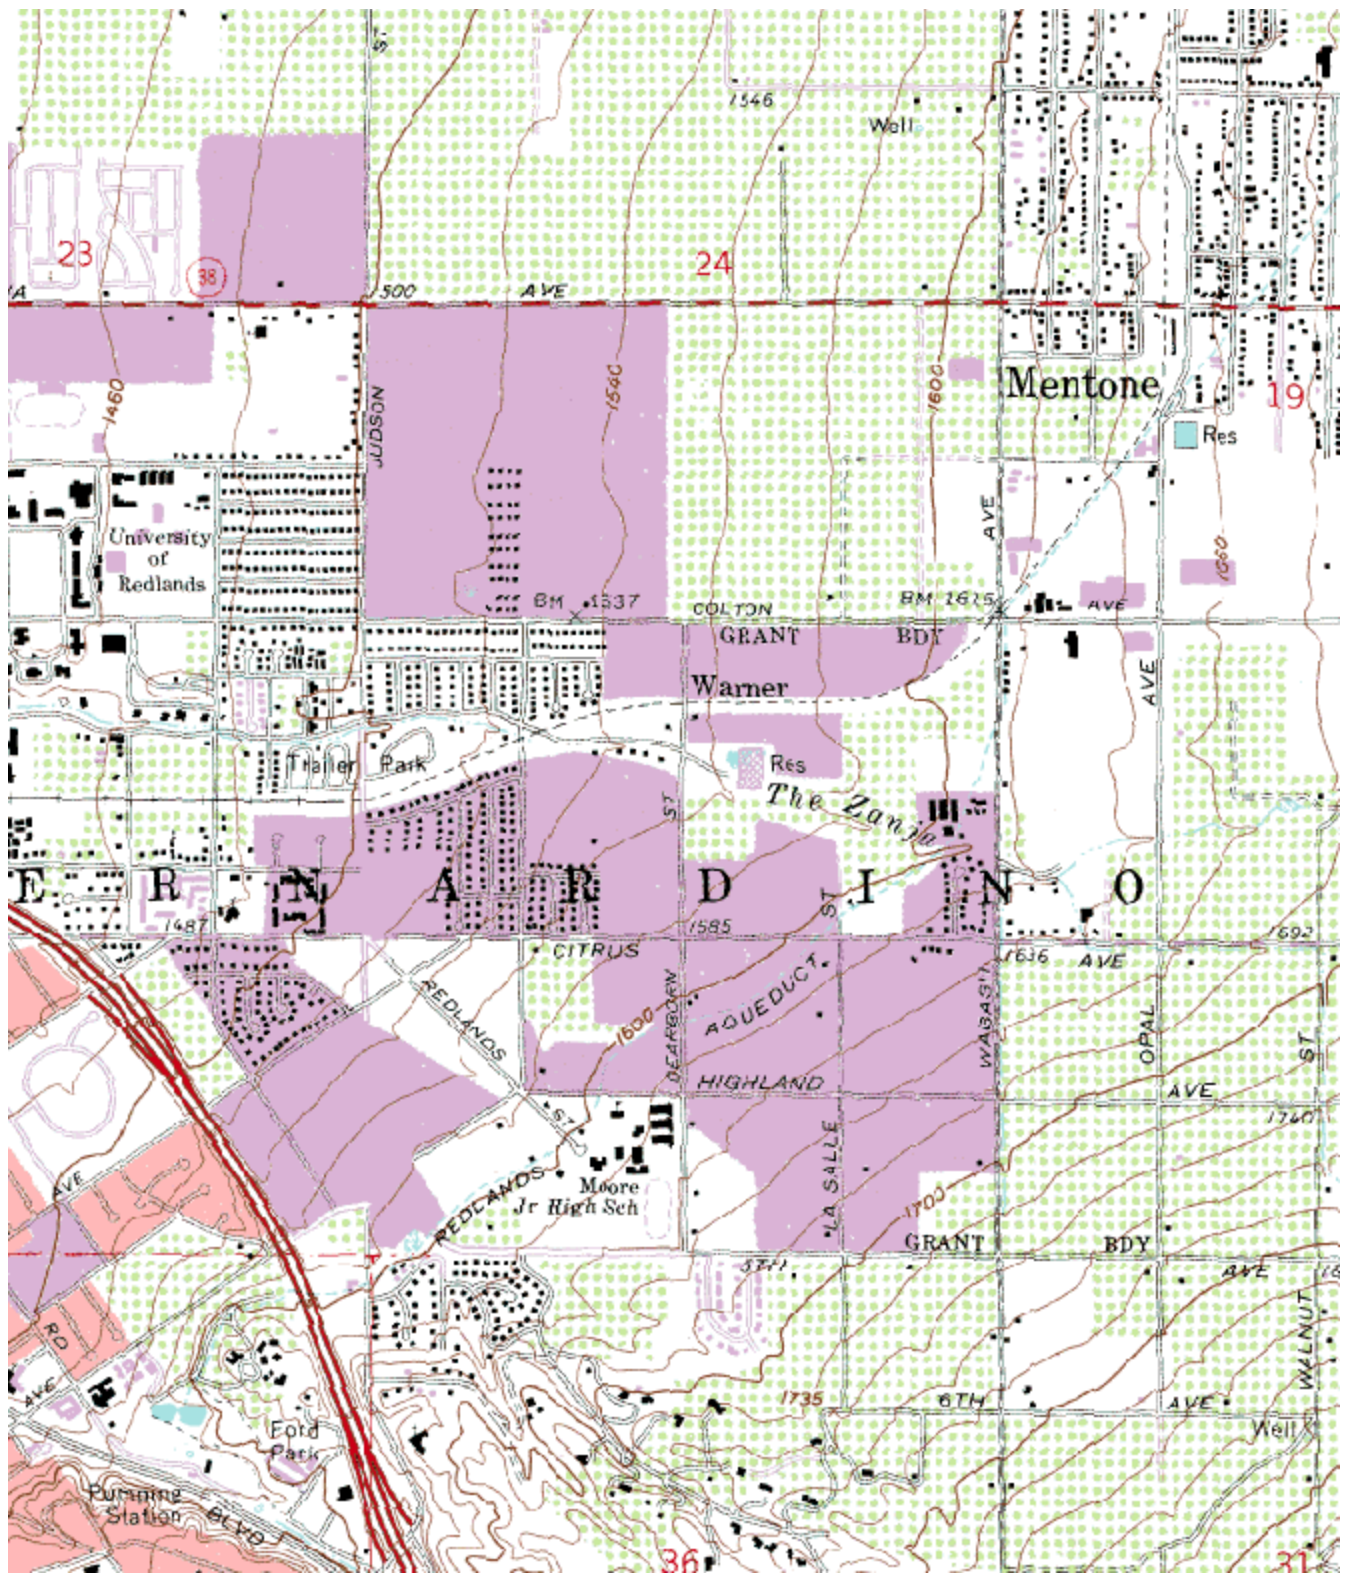 ST
1546
Well
23
38
24
A
1500
AVE
1460
JUDSON
1540
1600
Mentone
19
Res
AVE
University
of
Redlands
1660
BM
1537
COLTON
BM 1615
AVE
GRANT
BDY
Warner
AVE
Trailer Park
Res
The Zanja
ST
E R N A R D I N O
ST
1487
1585
CITRUS
1636
AVE
1692
REDLANDS
AQUEDUCT
1600
DEARBORN
WABASH
OPAL
ST
HIGHLAND
AVE
ST
1740
LA SALLE
AVE
REDLANDS
Moore
Jr High Sch
1700
GRANT
BDY
5TH
AVE
RD
WALNUT
AVE
1735
6TH
AVE
Ford
Park
Well
Pumping
Station
BLVD
36
31